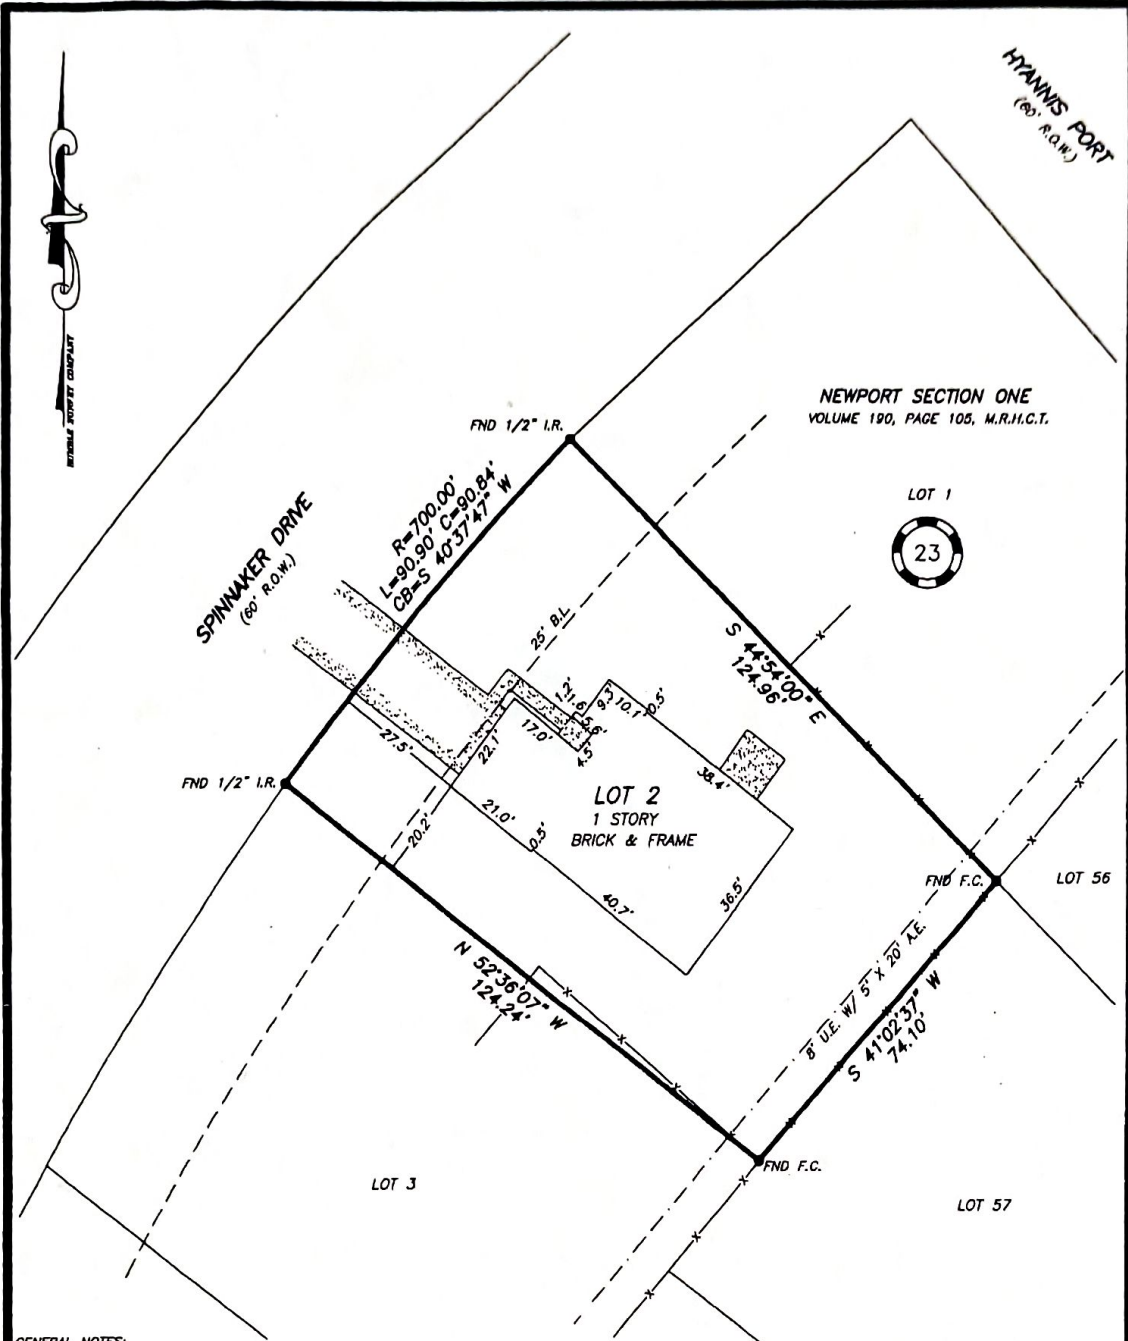 HYANNIS PORT
(60' R.O.W.)
SURVEY COMPANY
NEWPORT SECTION ONE
VOLUME 190, PAGE 105, M.R.H.C.T.
FND 1/2" I.R.
LOT 1
23
R=700.00'
L=90.90' C=90.84'
CB=S 40°37'47" W
SPINNAKER DRIVE
(60' R.O.W.)
25' B.L.
S 44°54'00" E
124.96'
1.2'
1.6'
5.6'
9.3'
10.1'
0.5'
17.0'
4.5'
22.1'
27.5'
38.4'
FND 1/2" I.R.
LOT 2
1 STORY
BRICK & FRAME
21.0'
0.5'
20.2'
40.7'
36.5'
FND F.C.
LOT 56
N 52°36'07" W
124.24'
8' U.E. W/ 5' X 20' A.E.
S 41°02'37" W
74.10'
FND F.C.
LOT 3
LOT 57
GENERAL NOTES: